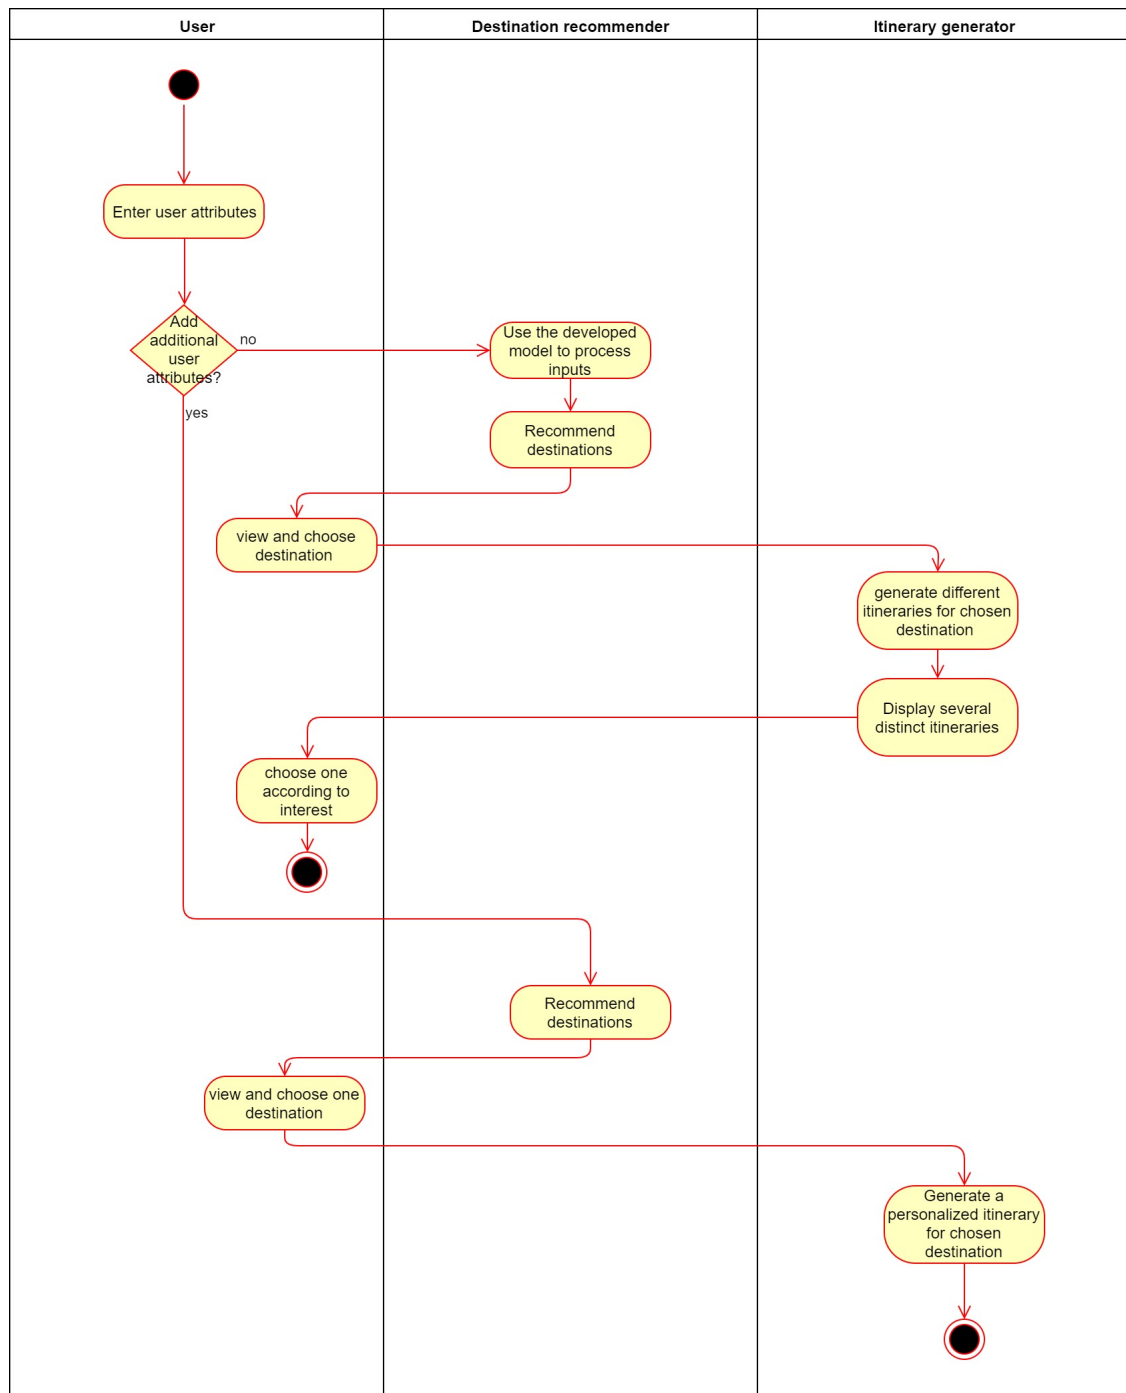 User
Destination recommender
Itinerary generator
Enter user attributes
Add
additional
user
attributes?
no
yes
Use the developed
model to process
inputs
Recommend
destinations
view and choose
destination
generate different
itineraries for chosen
destination
Display several
distinct itineraries
choose one
according to
interest
Recommend
destinations
view and choose one
destination
Generate a
personalized itinerary
for chosen
destination